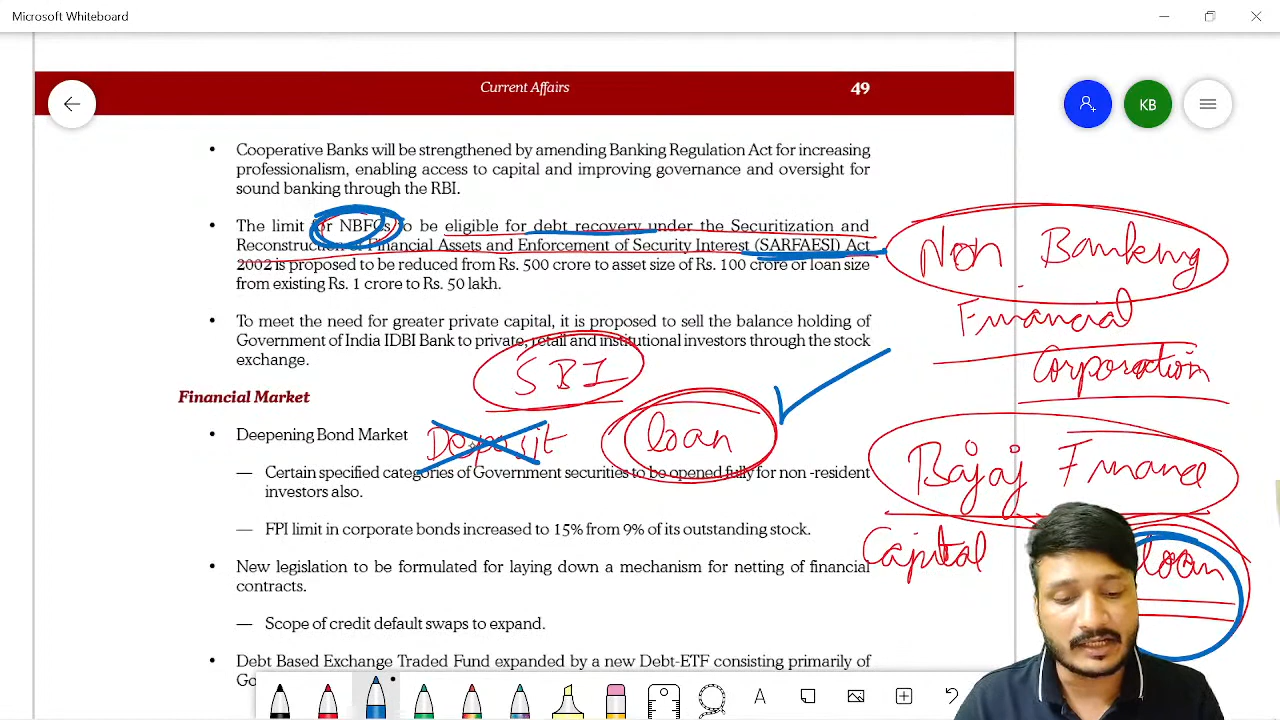 Microsoft Whiteboard
Current Affairs 49
KB
• Cooperative Banks will be strengthened by amending Banking Regulation Act for increasing
professionalism, enabling access to capital and improving governance and oversight for
sound banking through the RBI.
• The limit for NBFCs to be eligible for debt recovery under the Securitization and
Reconstruction of Financial Assets and Enforcement of Security Interest (SARFAESI) Act
2002 is proposed to be reduced from Rs. 500 crore to asset size of Rs. 100 crore or loan size
from existing Rs. 1 crore to Rs. 50 lakh.
Non Banking
Financial
Corporation
• To meet the need for greater private capital, it is proposed to sell the balance holding of
Government of India IDBI Bank to private, retail and institutional investors through the stock
exchange.
SBI
Financial Market
• Deepening Bond Market
Deposit loan
Bajaj Finance
— Certain specified categories of Government securities to be opened fully for non -resident
investors also.
— FPI limit in corporate bonds increased to 15% from 9% of its outstanding stock.
Capital loan
• New legislation to be formulated for laying down a mechanism for netting of financial
contracts.
— Scope of credit default swaps to expand.
• Debt Based Exchange Traded Fund expanded by a new Debt-ETF consisting primarily of
A